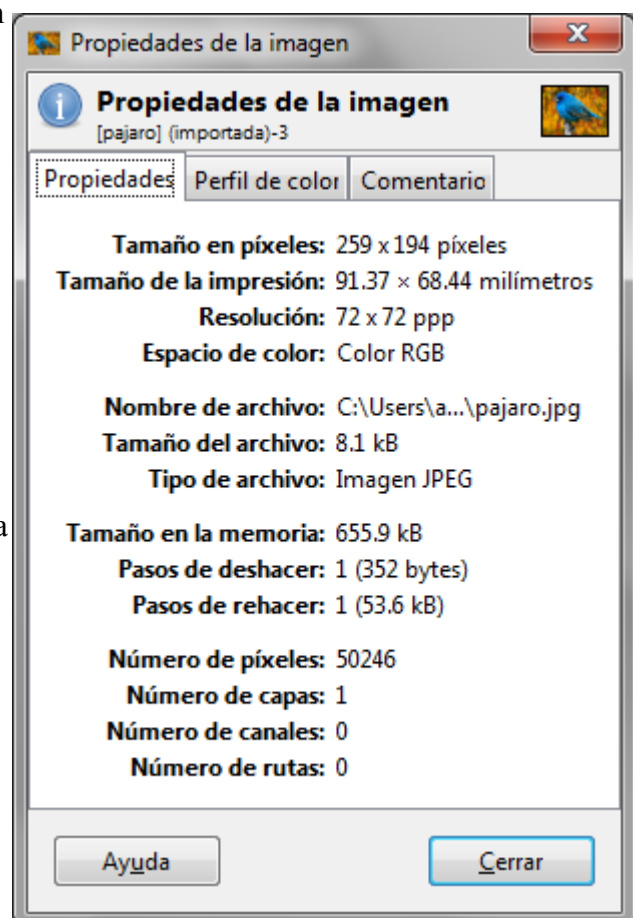 n
Propiedades de la imagen
Propiedades de la imagen
[pajaro] (importada)-3
Propiedades Perfil de color Comentario
Tamaño en píxeles: 259 x 194 píxeles
Tamaño de la impresión: 91.37 × 68.44 milímetros
Resolución: 72 x 72 ppp
Espacio de color: Color RGB
Nombre de archivo: C:\Users\a...\pajaro.jpg
Tamaño del archivo: 8.1 kB
Tipo de archivo: Imagen JPEG
a
Tamaño en la memoria: 655.9 kB
Pasos de deshacer: 1 (352 bytes)
Pasos de rehacer: 1 (53.6 kB)
Número de píxeles: 50246
Número de capas: 1
Número de canales: 0
Número de rutas: 0
Ayuda Cerrar